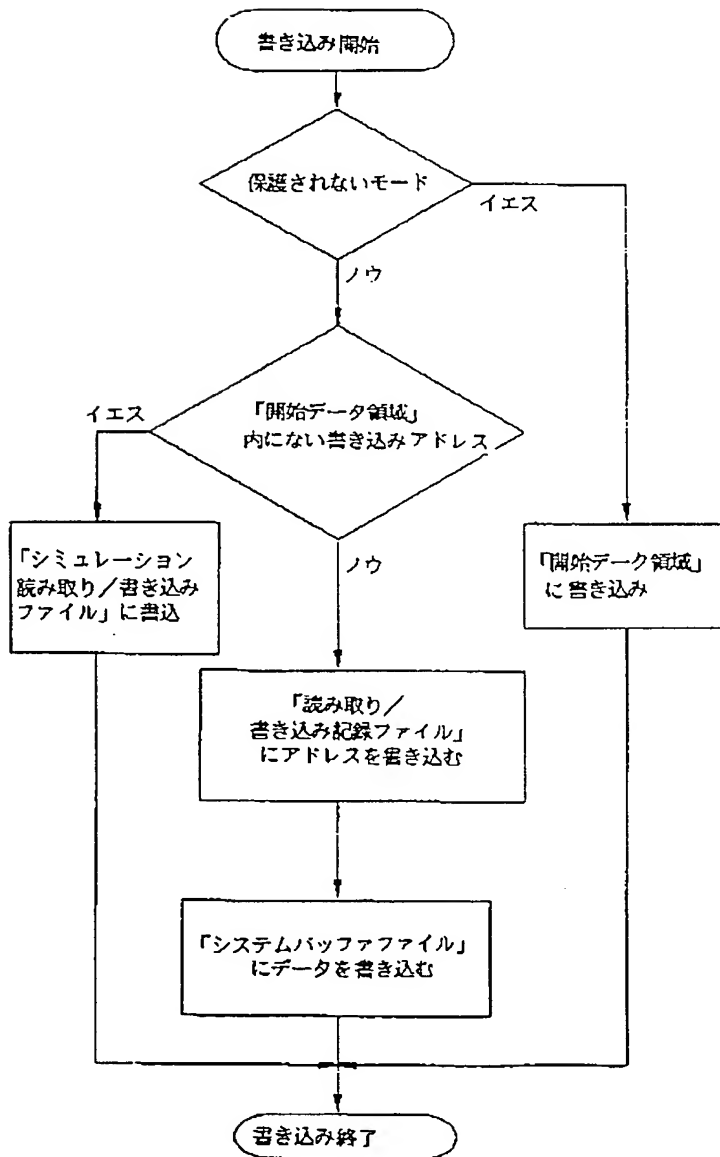 書き込み開始
保護されないモード
イエス
ノウ
イエス
「開始データ領域」
内にない書き込みアドレス
「シミュレーション
読み取り／書き込み
ファイル」に書込
ノウ
「開始データ領域」
に書き込み
「読み取り／
書き込み記録ファイル」
にアドレスを書き込む
「システムバッファファイル」
にデータを書き込む
書き込み終了